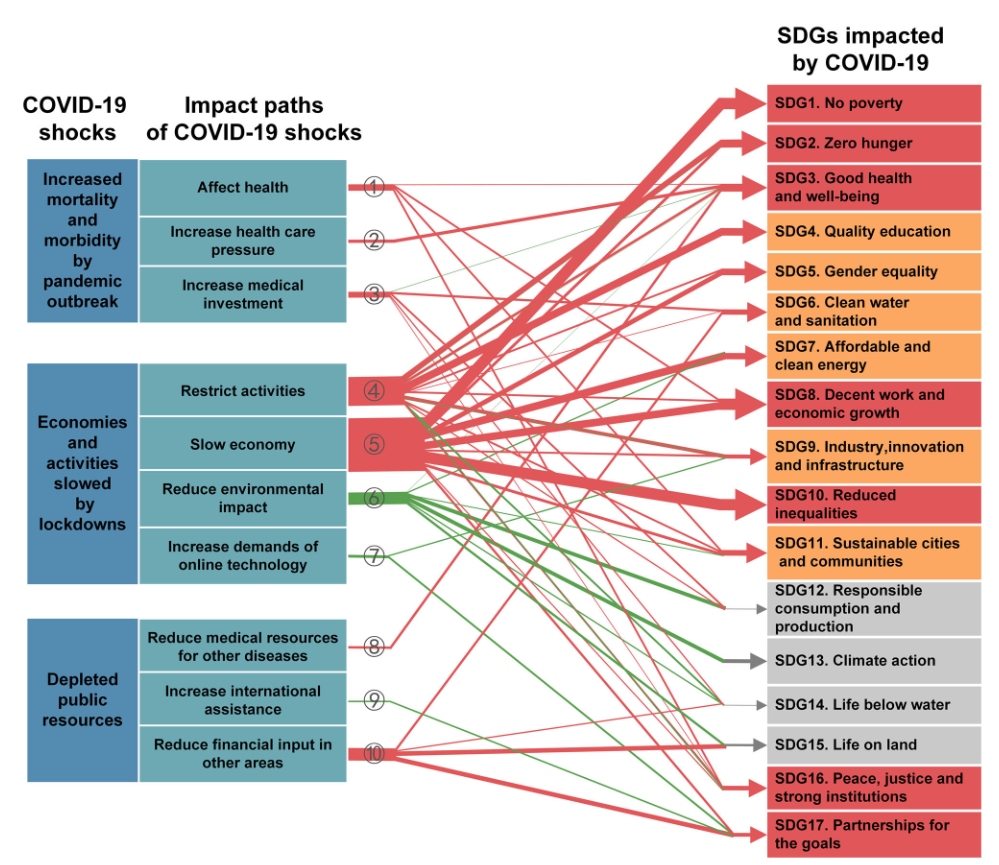 SDGs impacted
by COVID-19
COVID-19
shocks
Impact paths
of COVID-19 shocks
Increased
mortality
and
morbidity
by
pandemic
outbreak
Affect health
Increase health care
pressure
Increase medical
investment
Economies
and
activities
slowed
by
lockdowns
Restrict activities
Slow economy
Reduce environmental
impact
Increase demands of
online technology
Depleted
public
resources
Reduce medical resources
for other diseases
Increase international
assistance
Reduce financial input in
other areas
①
②
③
④
⑤
⑥
⑦
⑧
⑨
⑩
SDG1. No poverty
SDG2. Zero hunger
SDG3. Good health
and well-being
SDG4. Quality education
SDG5. Gender equality
SDG6. Clean water
and sanitation
SDG7. Affordable and
clean energy
SDG8. Decent work and
economic growth
SDG9. Industry,innovation
and infrastructure
SDG10. Reduced
inequalities
SDG11. Sustainable cities
and communities
SDG12. Responsible
consumption and
production
SDG13. Climate action
SDG14. Life below water
SDG15. Life on land
SDG16. Peace, justice and
strong institutions
SDG17. Partnerships for
the goals